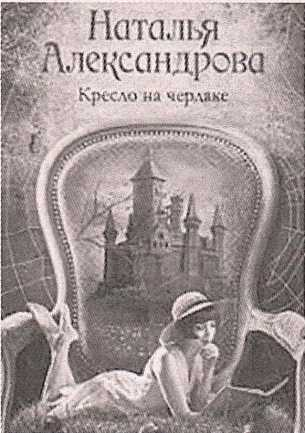 Наталья
Александрова
Кресло на чердаке